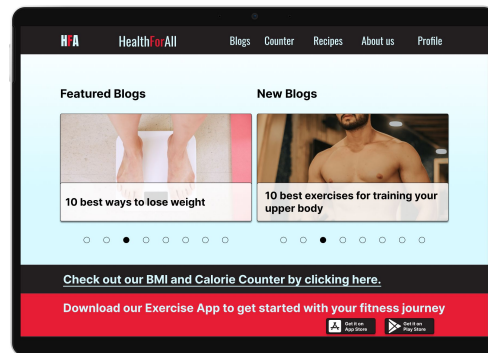 HFA
HealthForAll
Blogs Counter Recipes About us Profile
Featured Blogs
10 best ways to lose weight
New Blogs
10 best exercises for training your
upper body
Check out our BMI and Calorie Counter by clicking here.
Download our Exercise App to get started with your fitness journey
Get it on
App Store
Get it on
Play Store